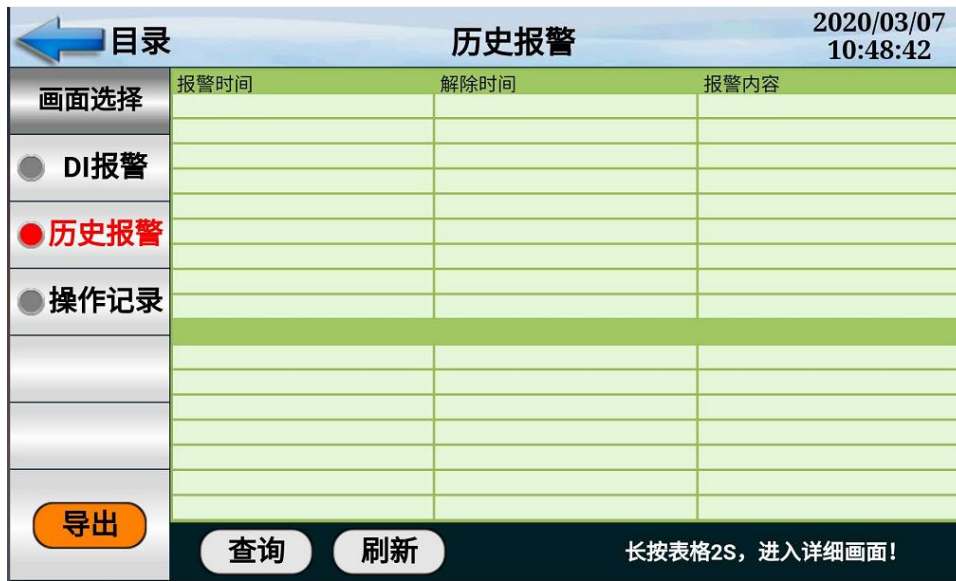 目录
历史报警
2020/03/07
10:48:42
画面选择
报警时间 解除时间 报警内容
DI报警
历史报警
操作记录
导出
查询 刷新 长按表格2S，进入详细画面！